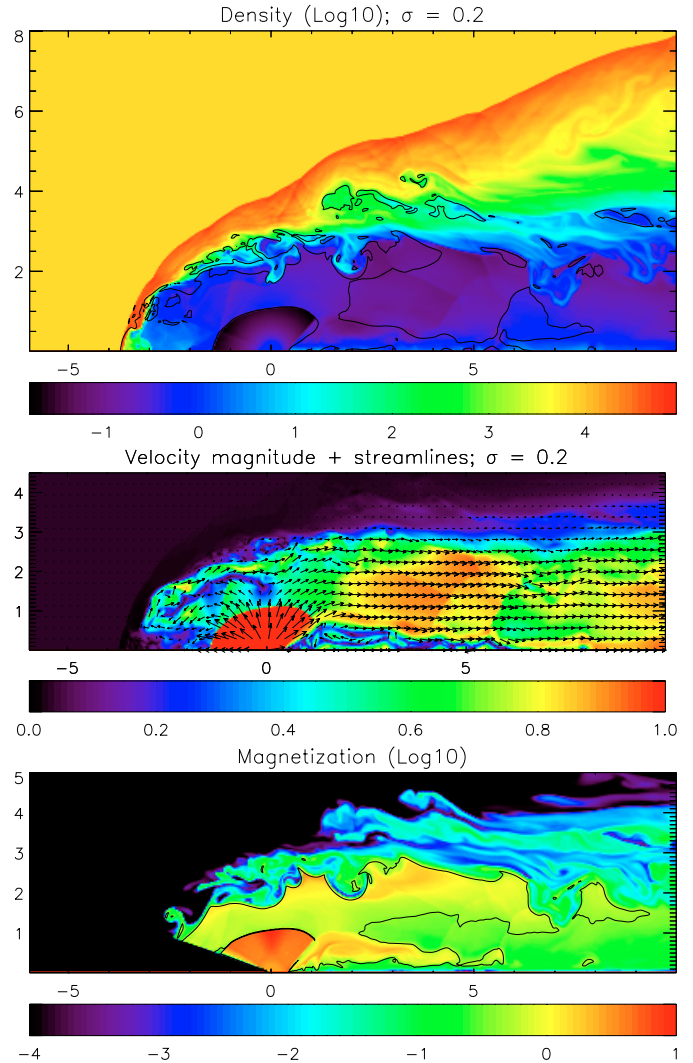 Density (Log10); σ = 0.2
8
6
4
2
−5 0 5
−1 0 1 2 3 4
Velocity magnitude + streamlines; σ = 0.2
4
3
2
1
−5 0 5
0.0 0.2 0.4 0.6 0.8 1.0
Magnetization (Log10)
5
4
3
2
1
−5 0 5
−4 −3 −2 −1 0 1